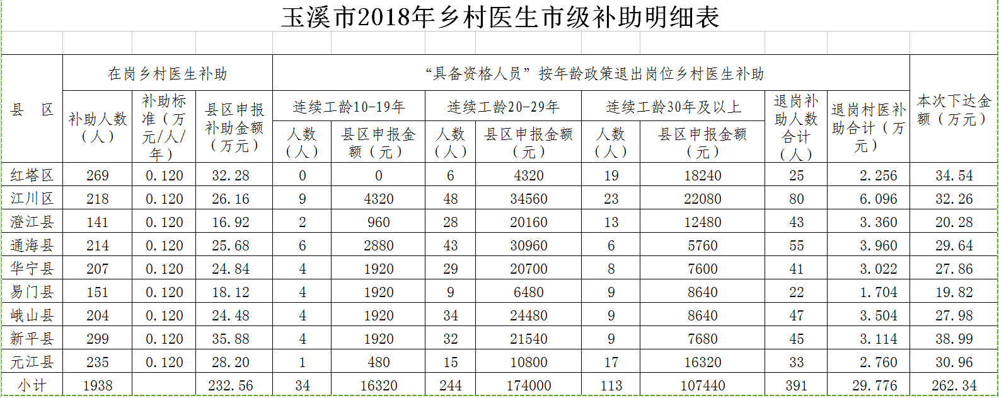 玉溪市2018年乡村医生市级补助明细表
县 区
在岗乡村医生补助
“具备资格人员”按年龄政策退出岗位乡村医生补助
本次下达金
额（万元）
补助人数
（人）
补助标
准（万
元/人/
年）
县区申报
补助金额
（万元）
连续工龄10-19年
连续工龄20-29年
连续工龄30年及以上
退岗补
助人数
合计
（人）
退岗村医补
助合计（万
元）
人数
（人）
县区申报金
额（元）
人数
（人）
县区申报金额
（元）
人数
（人）
县区申报金额
（元）
红塔区 269 0.120 32.28 0 0 6 4320 19 18240 25 2.256 34.54
江川区 218 0.120 26.16 9 4320 48 34560 23 22080 80 6.096 32.26
澄江县 141 0.120 16.92 2 960 28 20160 13 12480 43 3.360 20.28
通海县 214 0.120 25.68 6 2880 43 30960 6 5760 55 3.960 29.64
华宁县 207 0.120 24.84 4 1920 29 20700 8 7600 41 3.022 27.86
易门县 151 0.120 18.12 4 1920 9 6480 9 8640 22 1.704 19.82
峨山县 204 0.120 24.48 4 1920 34 24480 9 8640 47 3.504 27.98
新平县 299 0.120 35.88 4 1920 32 21540 9 7680 45 3.114 38.99
元江县 235 0.120 28.20 1 480 15 10800 17 16320 33 2.760 30.96
小计 1938 232.56 34 16320 244 174000 113 107440 391 29.776 262.34